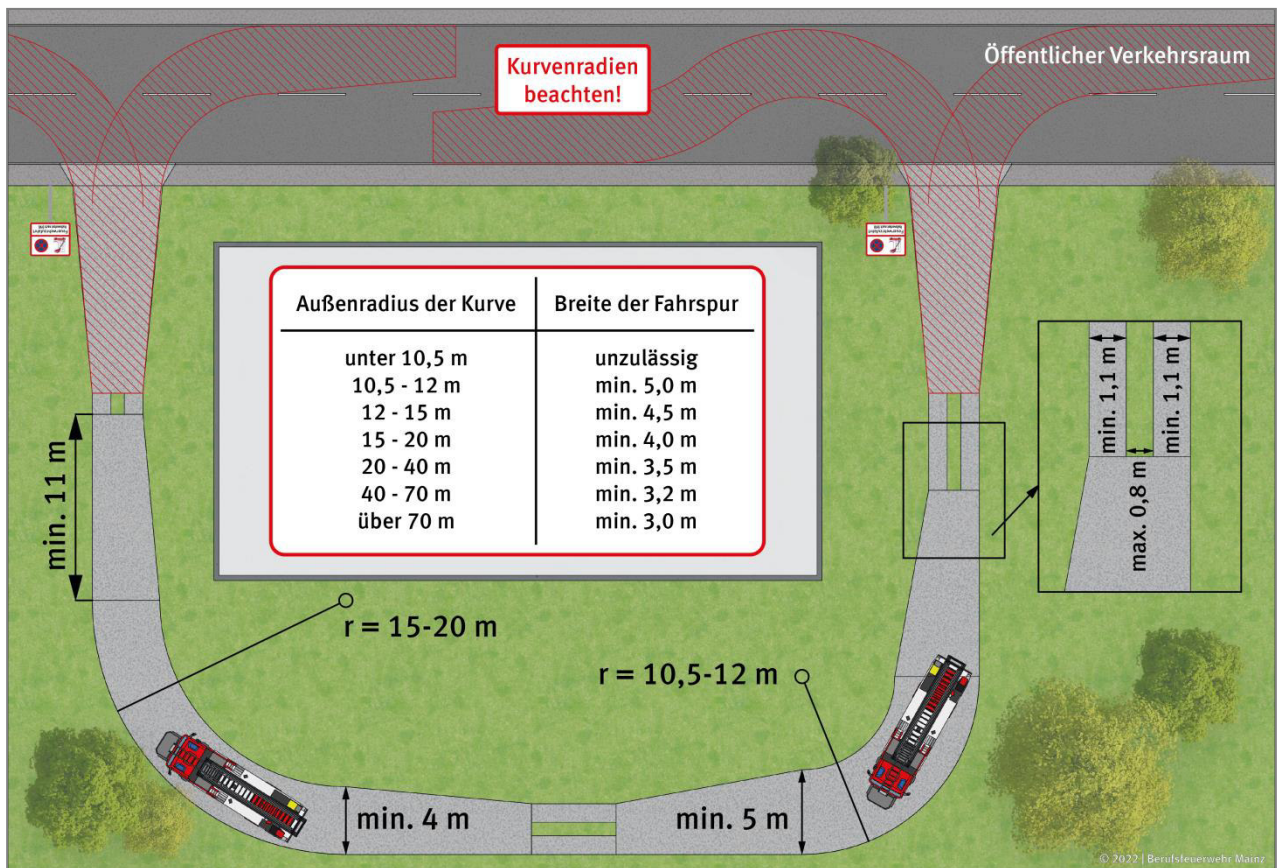 Kurvenradien
beachten!
Öffentlicher Verkehrsraum
Außenradius der Kurve Breite der Fahrspur
unter 10,5 m unzulässig
10,5 - 12 m min. 5,0 m
12 - 15 m min. 4,5 m
15 - 20 m min. 4,0 m
20 - 40 m min. 3,5 m
40 - 70 m min. 3,2 m
über 70 m min. 3,0 m
min. 1,1 m
min. 1,1 m
max. 0,8 m
min. 11 m
r = 15-20 m
r = 10,5-12 m
min. 4 m
min. 5 m
© 2022 | Berufsfeuerwehr Mainz